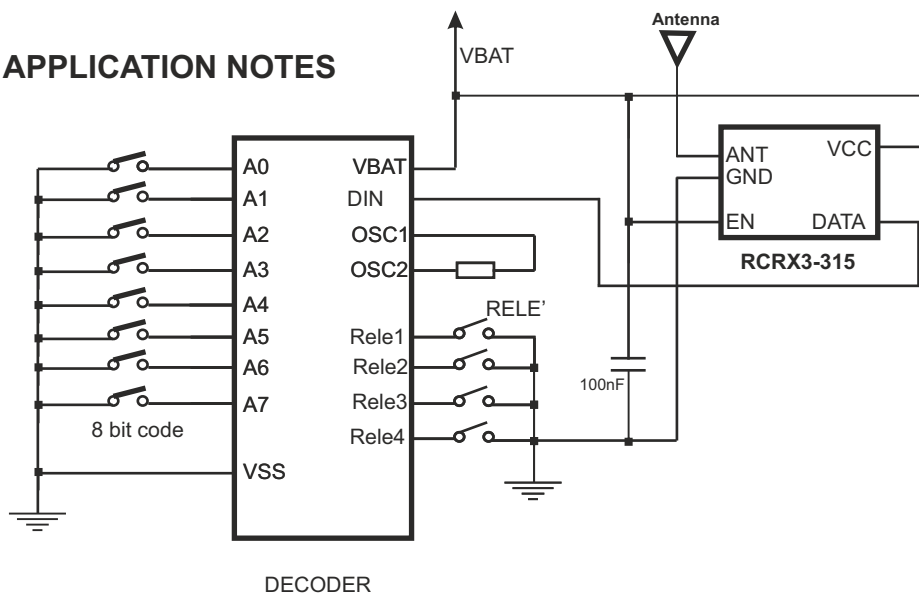 APPLICATION NOTES
VBAT
Antenna
A0
A1
A2
A3
A4
A5
A6
A7
VSS
8 bit code
VBAT
DIN
OSC1
OSC2
Rele1
Rele2
Rele3
Rele4
RELE'
100nF
ANT
GND
EN
VCC
DATA
RCRX3-315
DECODER